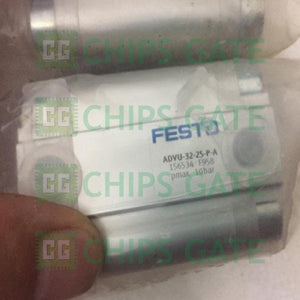 CHIPS GATE
FESTO
ADVU-32-25-P-A
156534 F958
pmax. 10bar
CHIPS GATE
CHIPS GATE